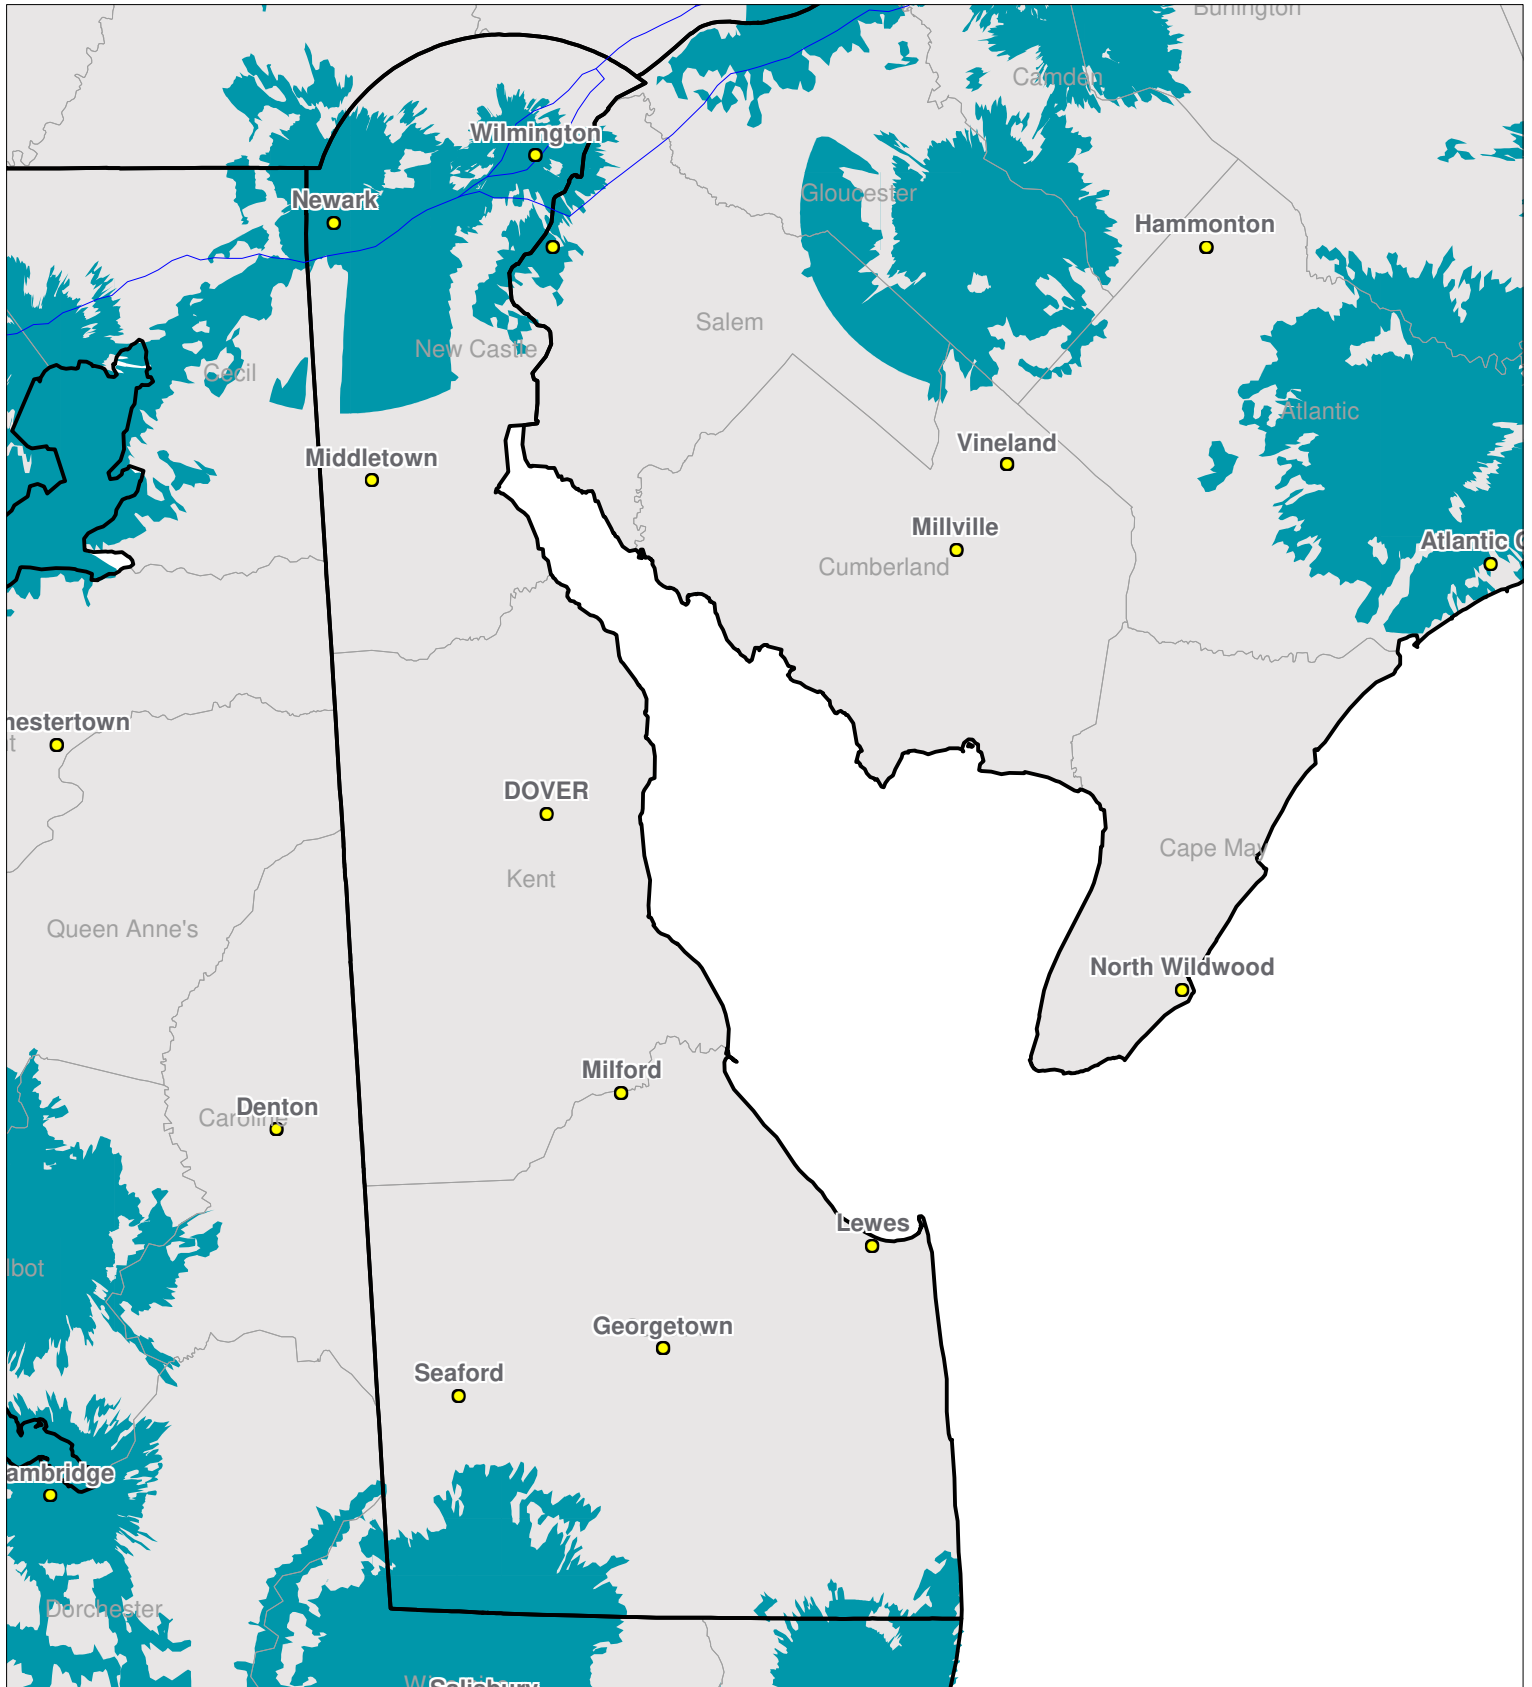 Burlington
Camden
Wilmington
Newark
Gloucester
Hammonton
Salem
New Castle
Cecil
Atlantic
Middletown
Vineland
Millville
Atlantic C
Cumberland
hestertown
t
DOVER
Cape May
Kent
Queen Anne's
North Wildwood
Milford
Denton
Caroline
Lewes
lbot
Georgetown
Seaford
ambridge
Dorchester
Wi
Salisbury